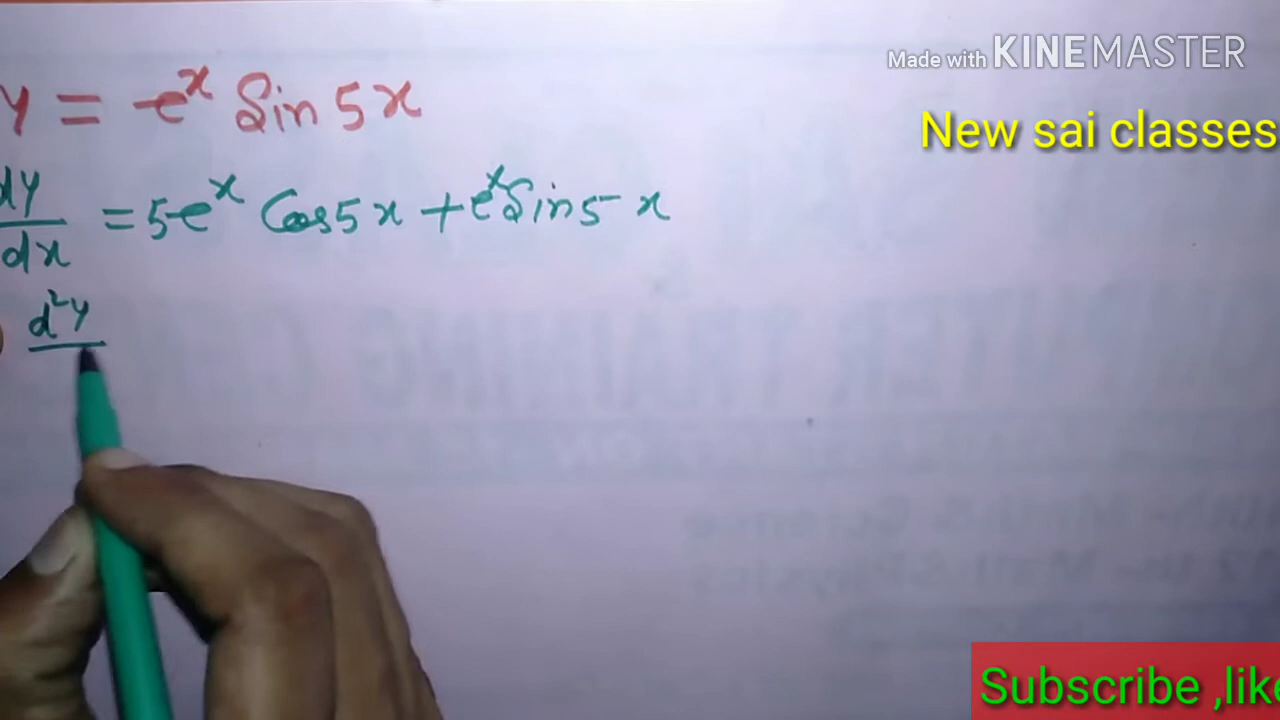 Made with KINEMASTER
y = e^x Sin 5x
New sai classes
dy/dx = 5e^x Cos 5x + e^x Sin 5x
d²y
Subscribe ,like